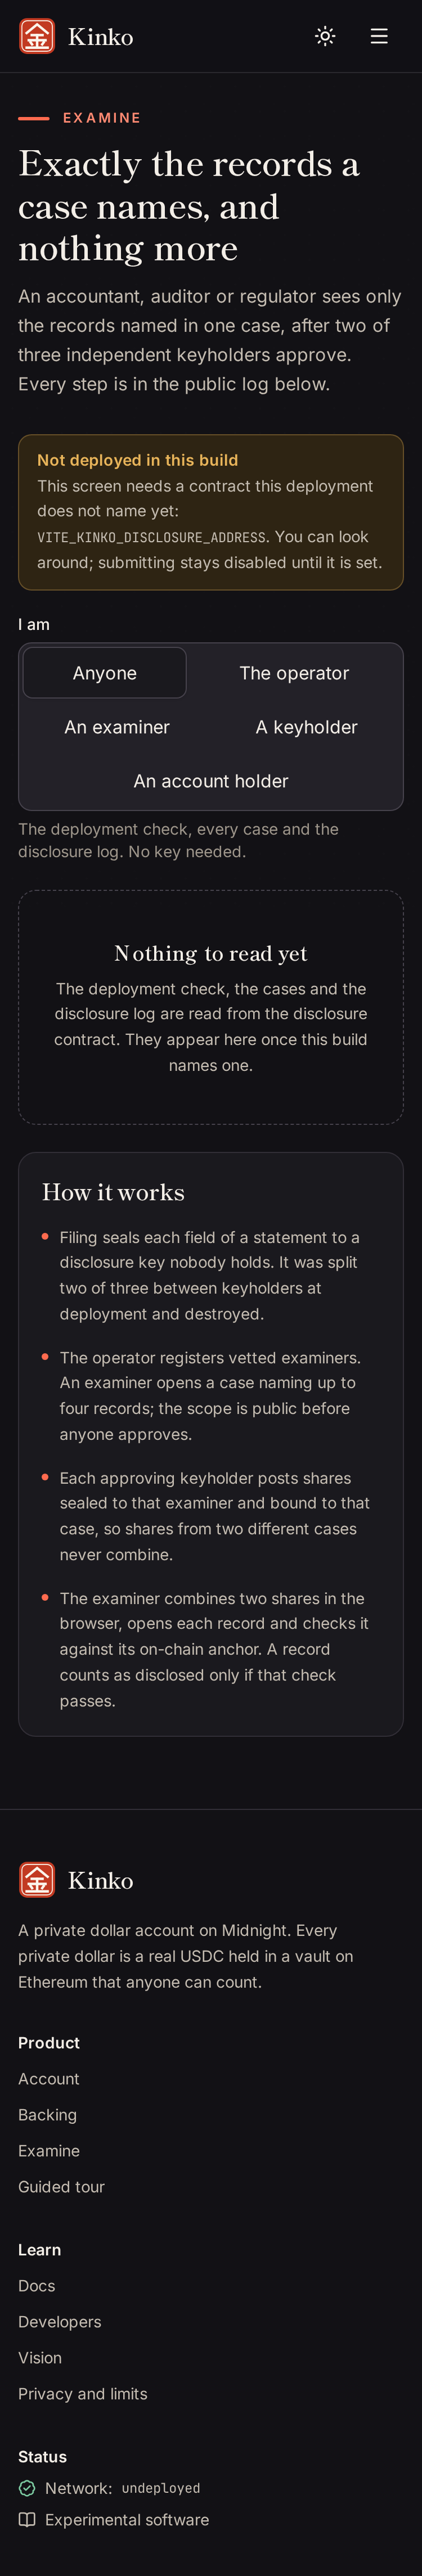 金 Kinko
EXAMINE
Exactly the records a
case names, and
nothing more
An accountant, auditor or regulator sees only
the records named in one case, after two of
three independent keyholders approve.
Every step is in the public log below.
Not deployed in this build
This screen needs a contract this deployment
does not name yet:
VITE_KINKO_DISCLOSURE_ADDRESS. You can look
around; submitting stays disabled until it is set.
I am
Anyone
The operator
An examiner
A keyholder
An account holder
The deployment check, every case and the
disclosure log. No key needed.
Nothing to read yet
The deployment check, the cases and the
disclosure log are read from the disclosure
contract. They appear here once this build
names one.
How it works
Filing seals each field of a statement to a
disclosure key nobody holds. It was split
two of three between keyholders at
deployment and destroyed.
The operator registers vetted examiners.
An examiner opens a case naming up to
four records; the scope is public before
anyone approves.
Each approving keyholder posts shares
sealed to that examiner and bound to that
case, so shares from two different cases
never combine.
The examiner combines two shares in the
browser, opens each record and checks it
against its on-chain anchor. A record
counts as disclosed only if that check
passes.
金 Kinko
A private dollar account on Midnight. Every
private dollar is a real USDC held in a vault on
Ethereum that anyone can count.
Product
Account
Backing
Examine
Guided tour
Learn
Docs
Developers
Vision
Privacy and limits
Status
Network: undeployed
Experimental software